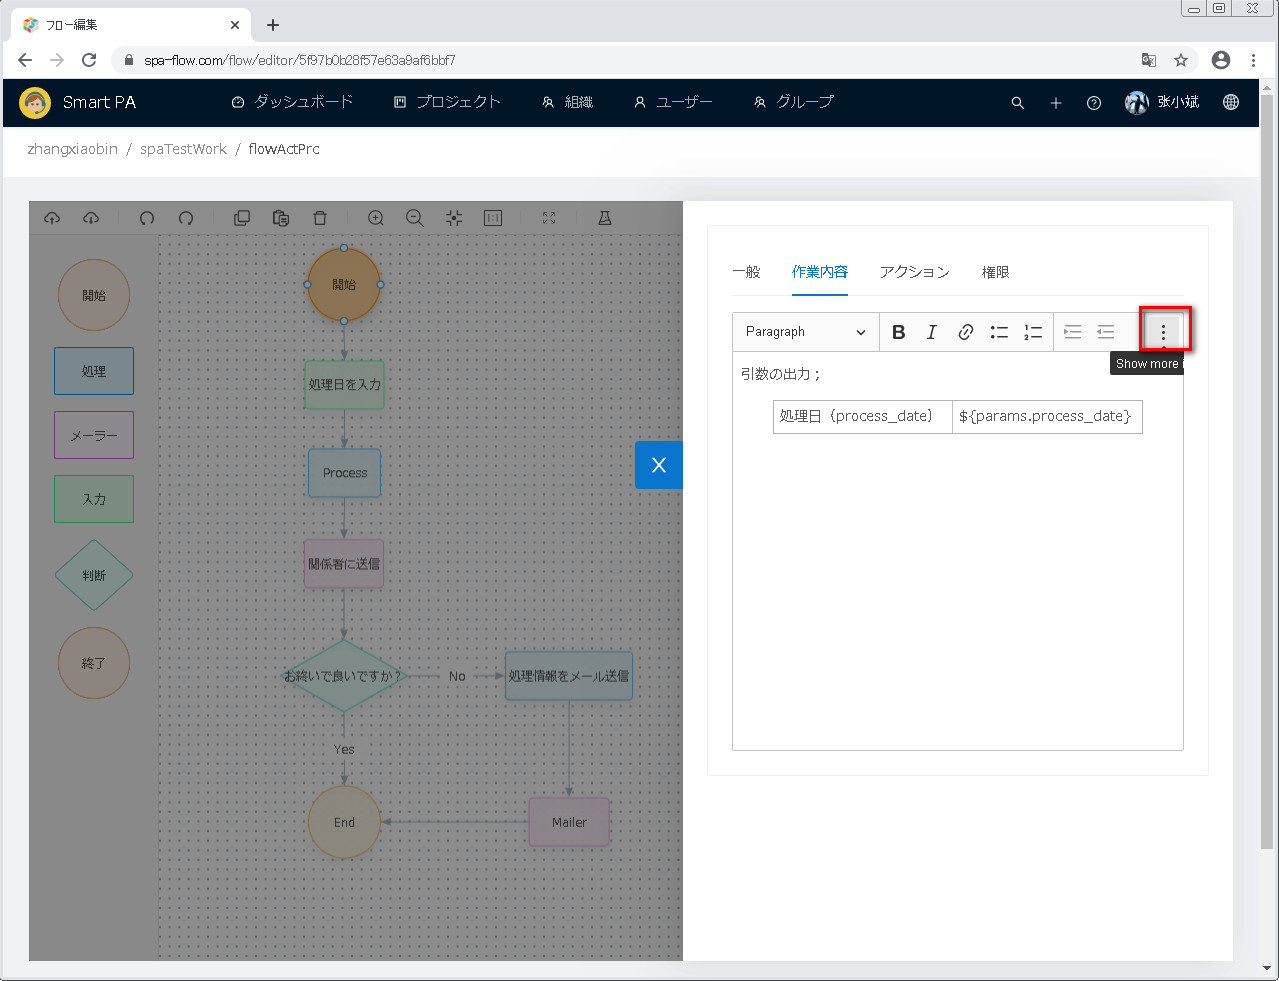 フロー編集
spa-flow.com/flow/editor/5f97b0b28f57e63a9af6bbf7
Smart PA
ダッシュボード
プロジェクト
組織
ユーザー
グループ
张小斌
zhangxiaobin / spaTestWork / flowActPrc
開始
処理
メーラー
入力
判断
終了
開始
処理日を入力
Process
関係者に送信
お終いで良いですか？
No
処理情報をメール送信
Yes
End
Mailer
X
一般
作業内容
アクション
権限
Paragraph
B I
Show more i
引数の出力；
処理日（process_date） ${params.process_date}